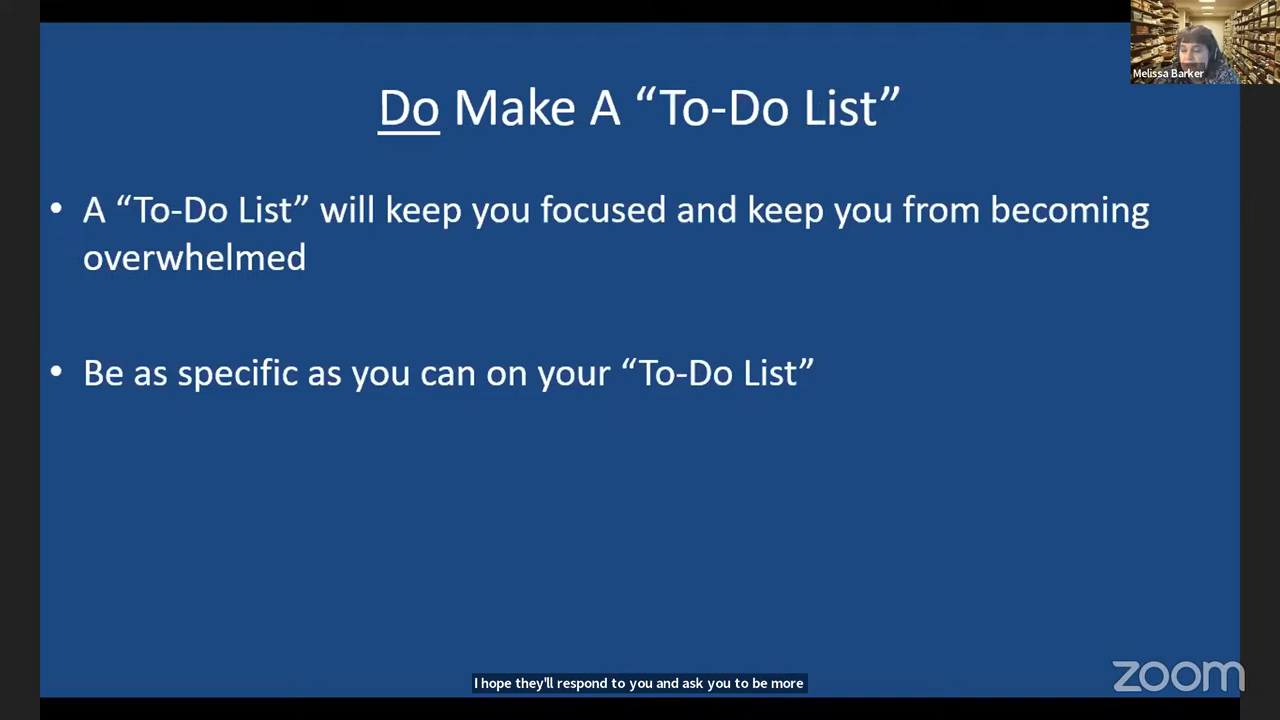 Melissa Barker
Do Make A “To-Do List”
• A “To-Do List” will keep you focused and keep you from becoming
overwhelmed
• Be as specific as you can on your “To-Do List”
I hope they'll respond to you and ask you to be more
zoom